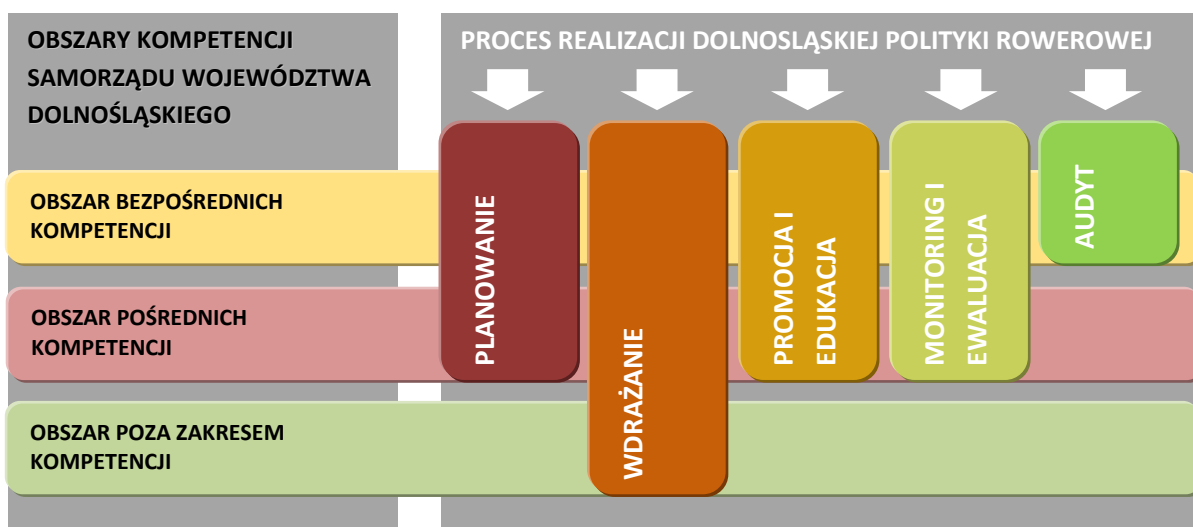 OBSZARY KOMPETENCJI
SAMORZĄDU WOJEWÓDZTWA
DOLNOŚLĄSKIEGO
PROCES REALIZACJI DOLNOSLĄSKIEJ POLITYKI ROWEROWEJ
OBSZAR BEZPOŚREDNICH
KOMPETENCJI
OBSZAR POŚREDNICH
KOMPETENCJI
OBSZAR POZA ZAKRESEM
KOMPETENCJI
PLANOWANIE
WDRAŻANIE
PROMOCJA I
EDUKACJA
MONITORING I
EWALUACJA
AUDYT